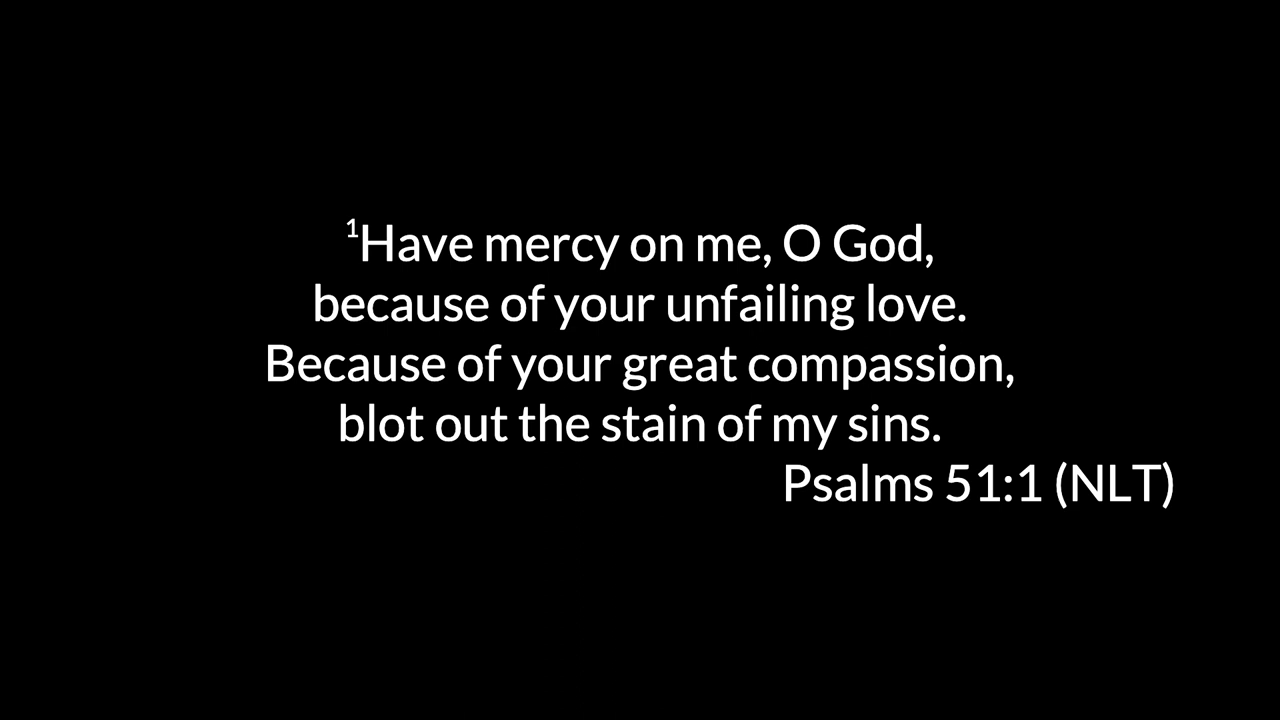 ¹Have mercy on me, O God,
because of your unfailing love.
Because of your great compassion,
blot out the stain of my sins.
Psalms 51:1 (NLT)